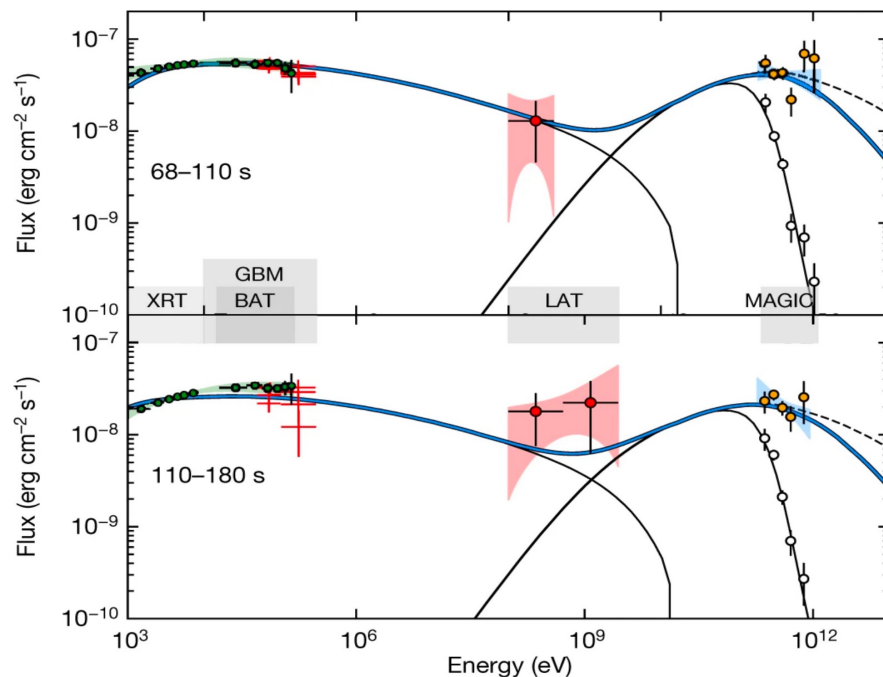 10⁻⁷
10⁻⁸
10⁻⁹
10⁻¹⁰
Flux (erg cm⁻² s⁻¹)
68–110 s
GBM
XRT BAT LAT MAGIC
10⁻⁷
10⁻⁸
10⁻⁹
10⁻¹⁰
Flux (erg cm⁻² s⁻¹)
110–180 s
10³ 10⁶ 10⁹ 10¹²
Energy (eV)